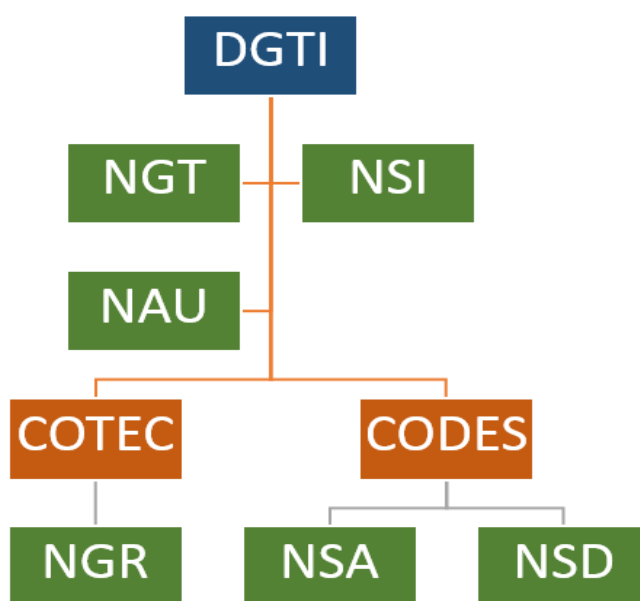 DGTI
NGT
NSI
NAU
COTEC
CODES
NGR
NSA
NSD